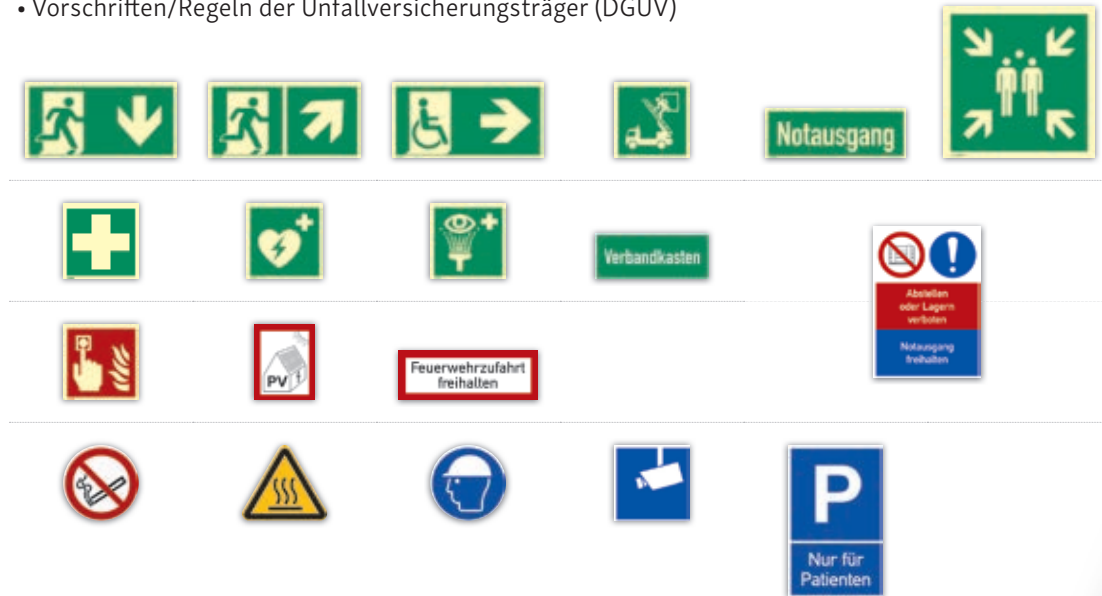 • Vorschriften/Regeln der Unfallversicherungsträger (DGUV)
Notausgang
Verbandkasten
Abstellen
oder Lagern
verboten
Notausgang
freihalten
PV
Feuerwehrzufahrt
freihalten
P
Nur für
Patienten